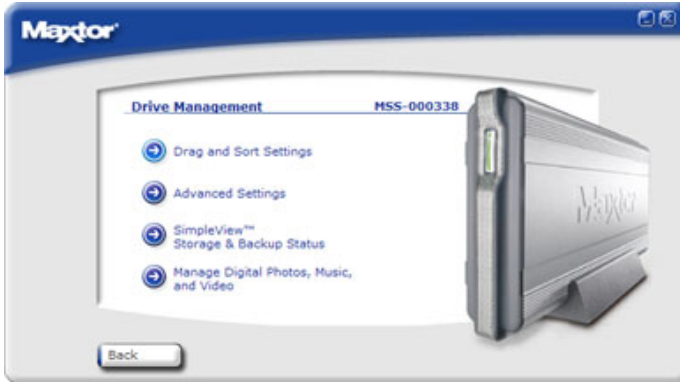 Maxtor
Drive Management MSS-000338
Drag and Sort Settings
Advanced Settings
SimpleView™
Storage & Backup Status
Manage Digital Photos, Music,
and Video
Maxtor
Back